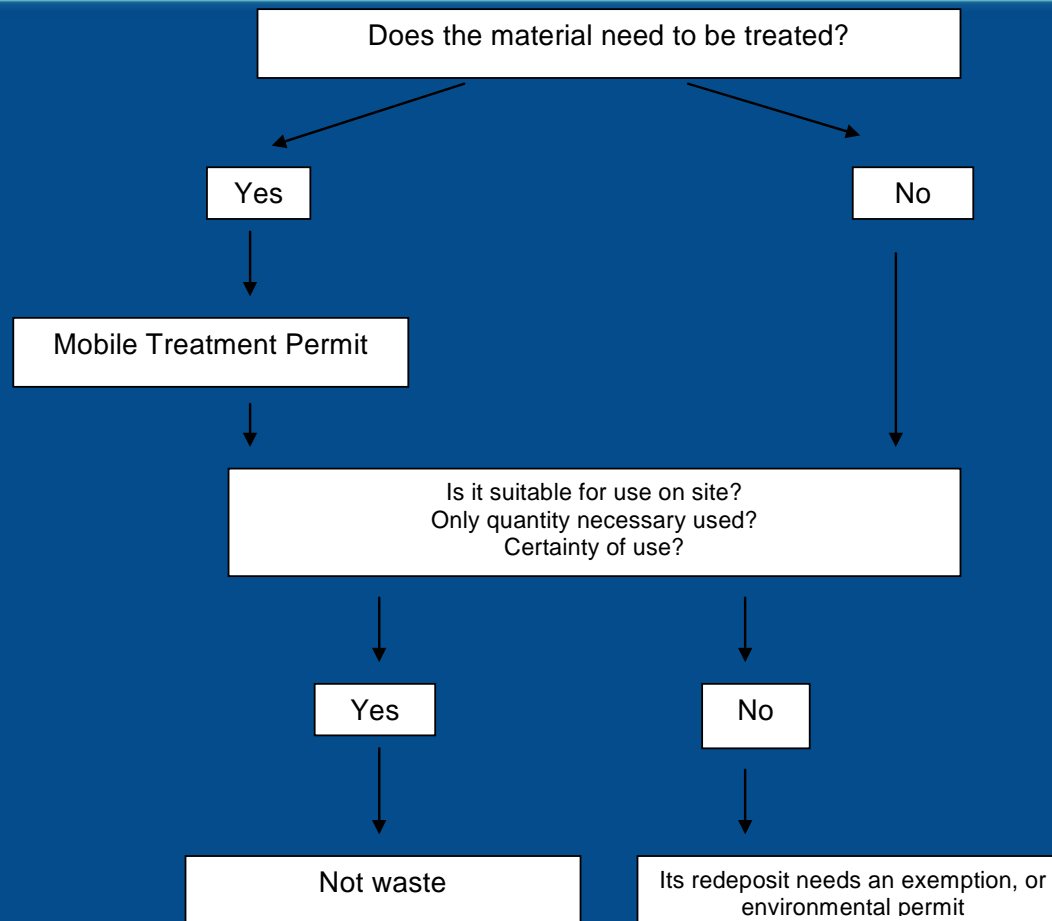 Does the material need to be treated?
Yes
No
Mobile Treatment Permit
Is it suitable for use on site?
Only quantity necessary used?
Certainty of use?
Yes
No
Not waste
Its redeposit needs an exemption, or
environmental permit